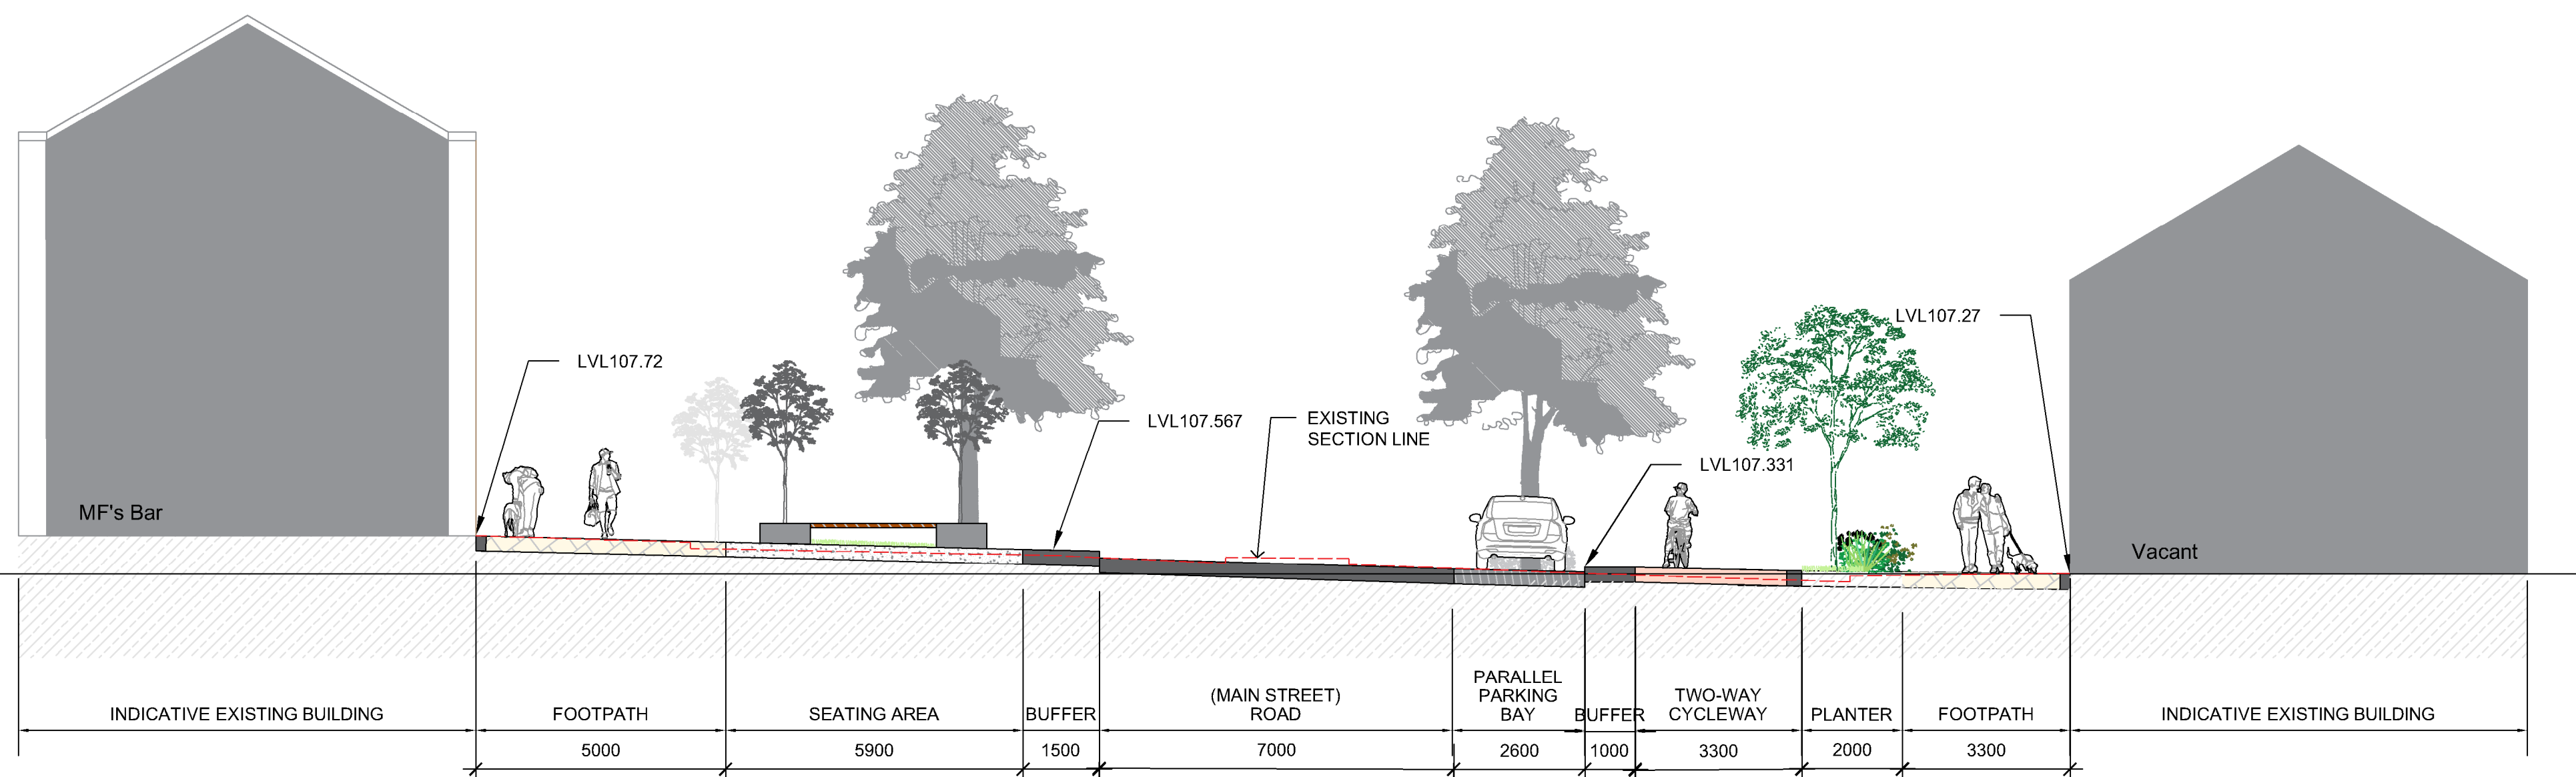 LVL107.27
LVL107.72
LVL107.567
EXISTING
SECTION LINE
LVL107.331
MF's Bar
Vacant
INDICATIVE EXISTING BUILDING
FOOTPATH
SEATING AREA
BUFFER
(MAIN STREET)
ROAD
PARALLEL
PARKING
BAY
BUFFER
TWO-WAY
CYCLEWAY
PLANTER
FOOTPATH
INDICATIVE EXISTING BUILDING
5000
5900
1500
7000
2600
1000
3300
2000
3300